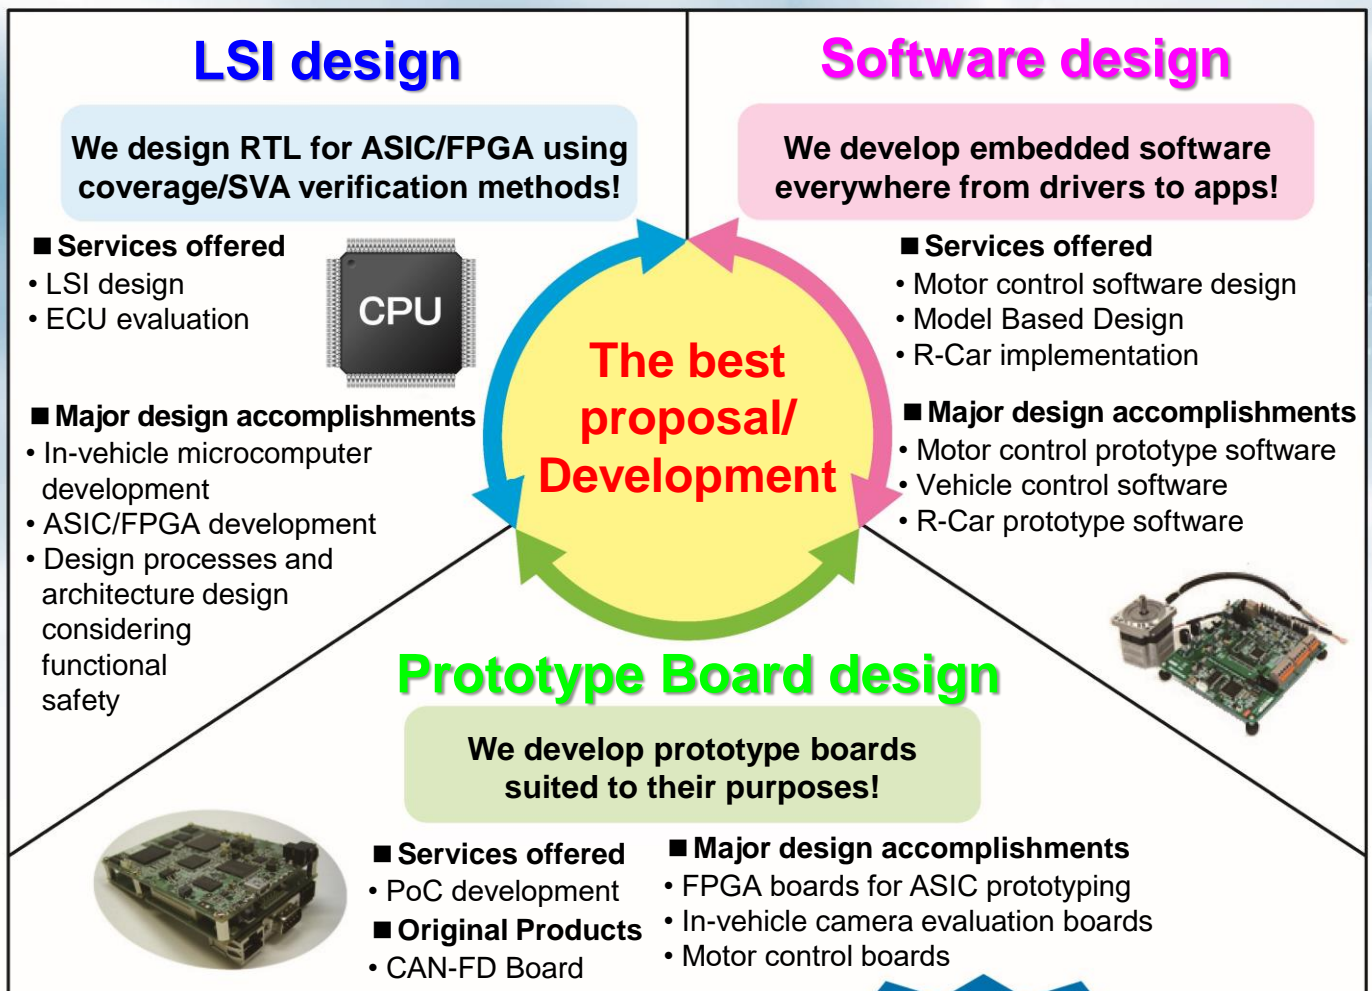 LSI design
We design RTL for ASIC/FPGA using
coverage/SVA verification methods!
■ Services offered
• LSI design
• ECU evaluation
CPU
■ Major design accomplishments
• In-vehicle microcomputer
development
• ASIC/FPGA development
• Design processes and
architecture design
considering
functional
safety
Software design
We develop embedded software
everywhere from drivers to apps!
■ Services offered
• Motor control software design
• Model Based Design
• R-Car implementation
■ Major design accomplishments
• Motor control prototype software
• Vehicle control software
• R-Car prototype software
The best
proposal/
Development
Prototype Board design
We develop prototype boards
suited to their purposes!
■ Services offered
• PoC development
■ Original Products
• CAN-FD Board
■ Major design accomplishments
• FPGA boards for ASIC prototyping
• In-vehicle camera evaluation boards
• Motor control boards